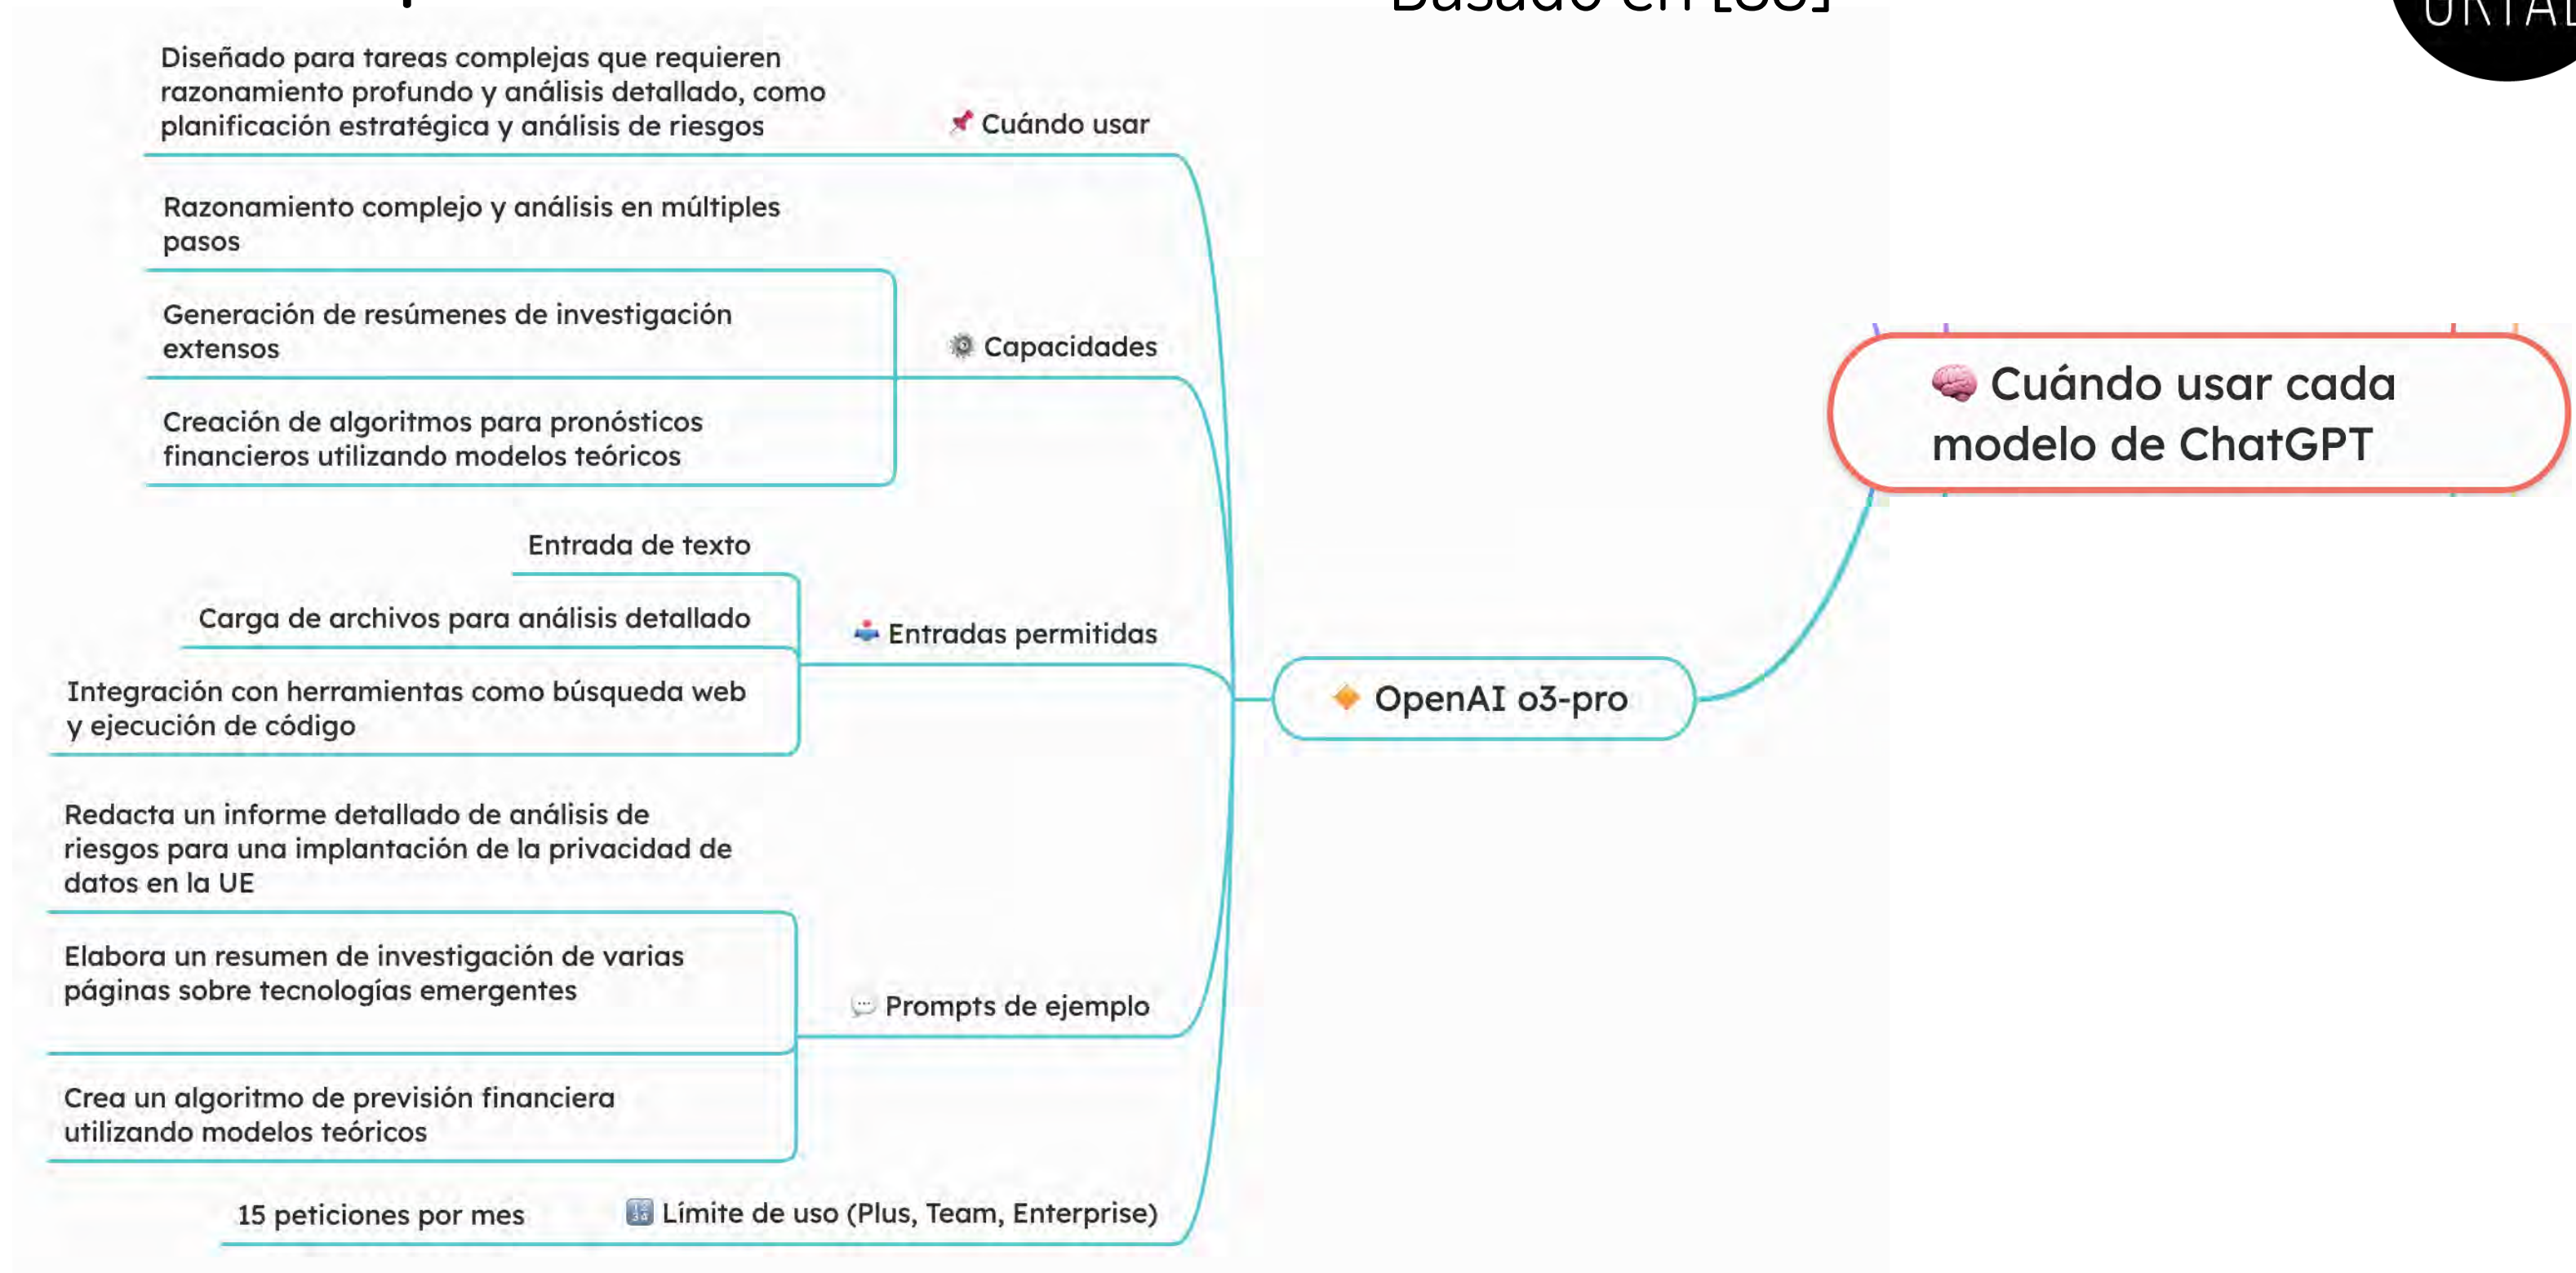 Basado en
Diseñado para tareas complejas que requieren
razonamiento profundo y análisis detallado, como
planificación estratégica y análisis de riesgos
📌 Cuándo usar
Razonamiento complejo y análisis en múltiples
pasos
Generación de resúmenes de investigación
extensos
Creación de algoritmos para pronósticos
financieros utilizando modelos teóricos
⚙️ Capacidades
Entrada de texto
Carga de archivos para análisis detallado
Integración con herramientas como búsqueda web
y ejecución de código
📥 Entradas permitidas
Redacta un informe detallado de análisis de
riesgos para una implantación de la privacidad de
datos en la UE
Elabora un resumen de investigación de varias
páginas sobre tecnologías emergentes
Crea un algoritmo de previsión financiera
utilizando modelos teóricos
💬 Prompts de ejemplo
15 peticiones por mes
🔢 Límite de uso (Plus, Team, Enterprise)
🔸 OpenAI o3-pro
🧠 Cuándo usar cada
modelo de ChatGPT